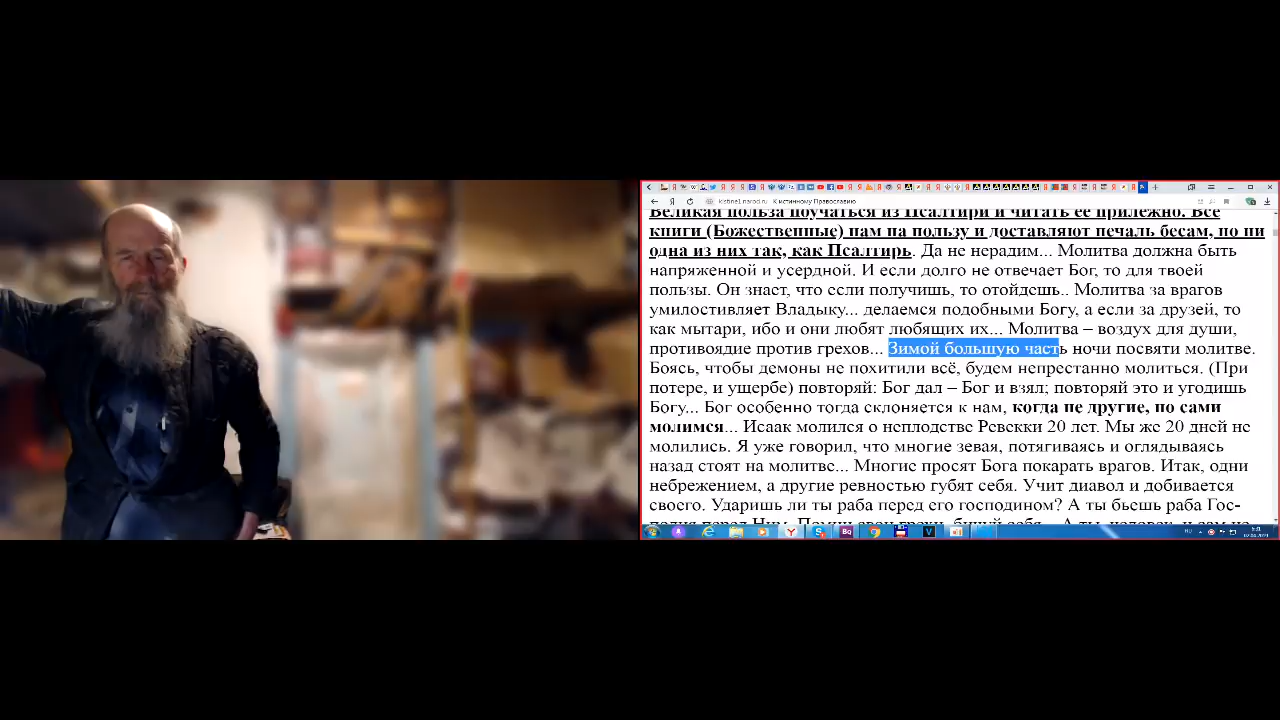 kistine1.narod.ru К истинному Православию
Великая польза поучаться из Псалтири и читать её прилежно. Все
книги (Божественные) нам на пользу и доставляют печаль бесам, но ни
одна из них так, как Псалтирь. Да не нерадим... Молитва должна быть
напряженной и усердной. И если долго не отвечает Бог, то для твоей
пользы. Он знает, что если получишь, то отойдешь.. Молитва за врагов
умилостивляет Владыку... делаемся подобными Богу, а если за друзей, то
как мытари, ибо и они любят любящих их... Молитва – воздух для души,
противоядие против грехов... Зимой большую часть ночи посвяти молитве.
Боясь, чтобы демоны не похитили всё, будем непрестанно молиться. (При
потере, и ущербе) повторяй: Бог дал – Бог и взял; повторяй это и угодишь
Богу... Бог особенно тогда склоняется к нам, когда не другие, но сами
молимся... Исаак молился о неплодстве Ревекки 20 лет. Мы же 20 дней не
молились. Я уже говорил, что многие зевая, потягиваясь и оглядываясь
назад стоят на молитве... Многие просят Бога покарать врагов. Итак, одни
небрежением, а другие ревностью губят себя. Учит диавол и добивается
своего. Ударишь ли ты раба перед его господином? А ты бьешь раба Гос-